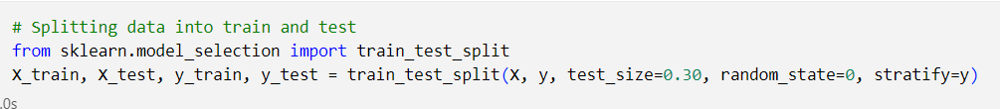 # Splitting data into train and test
from sklearn.model_selection import train_test_split
X_train, X_test, y_train, y_test = train_test_split(X, y, test_size=0.30, random_state=0, stratify=y)
.0s